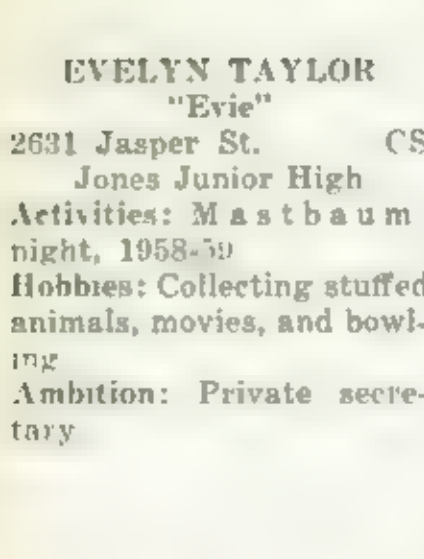 EVELYN TAYLOR
"Evie"
2631 Jasper St. CS
Jones Junior High
Activities: Mastbaum
night, 1958-59
Hobbies: Collecting stuffed
animals, movies, and bowl-
ing
Ambition: Private secre-
tary